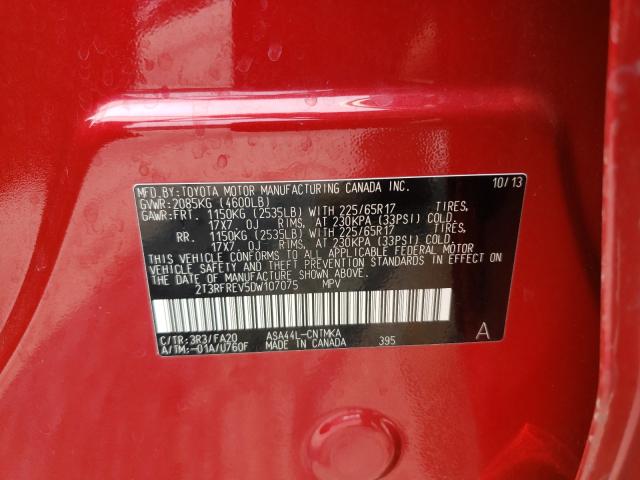 MFD.BY:TOYOTA MOTOR MANUFACTURING CANADA INC. 10/13
GVWR:2085KG (4600LB)
GAWR:FRT. 1150KG (2535LB) WITH 225/65R17 TIRES,
17X7. 0J RIMS, AT 230KPA (33PSI) COLD.
RR. 1150KG (2535LB) WITH 225/65R17 TIRES,
17X7. 0J RIMS, AT 230KPA (33PSI) COLD.
THIS VEHICLE CONFORMS TO ALL APPLICABLE FEDERAL MOTOR
VEHICLE SAFETY AND THEFT PREVENTION STANDARDS IN EFFECT ON
THE DATE OF MANUFACTURE SHOWN ABOVE.
2T3RFREV5DW107075 MPV
C/TR:3R3/FA20 ASA44L-CNTMKA
A/TM:-01A/U760F MADE IN CANADA 395 A